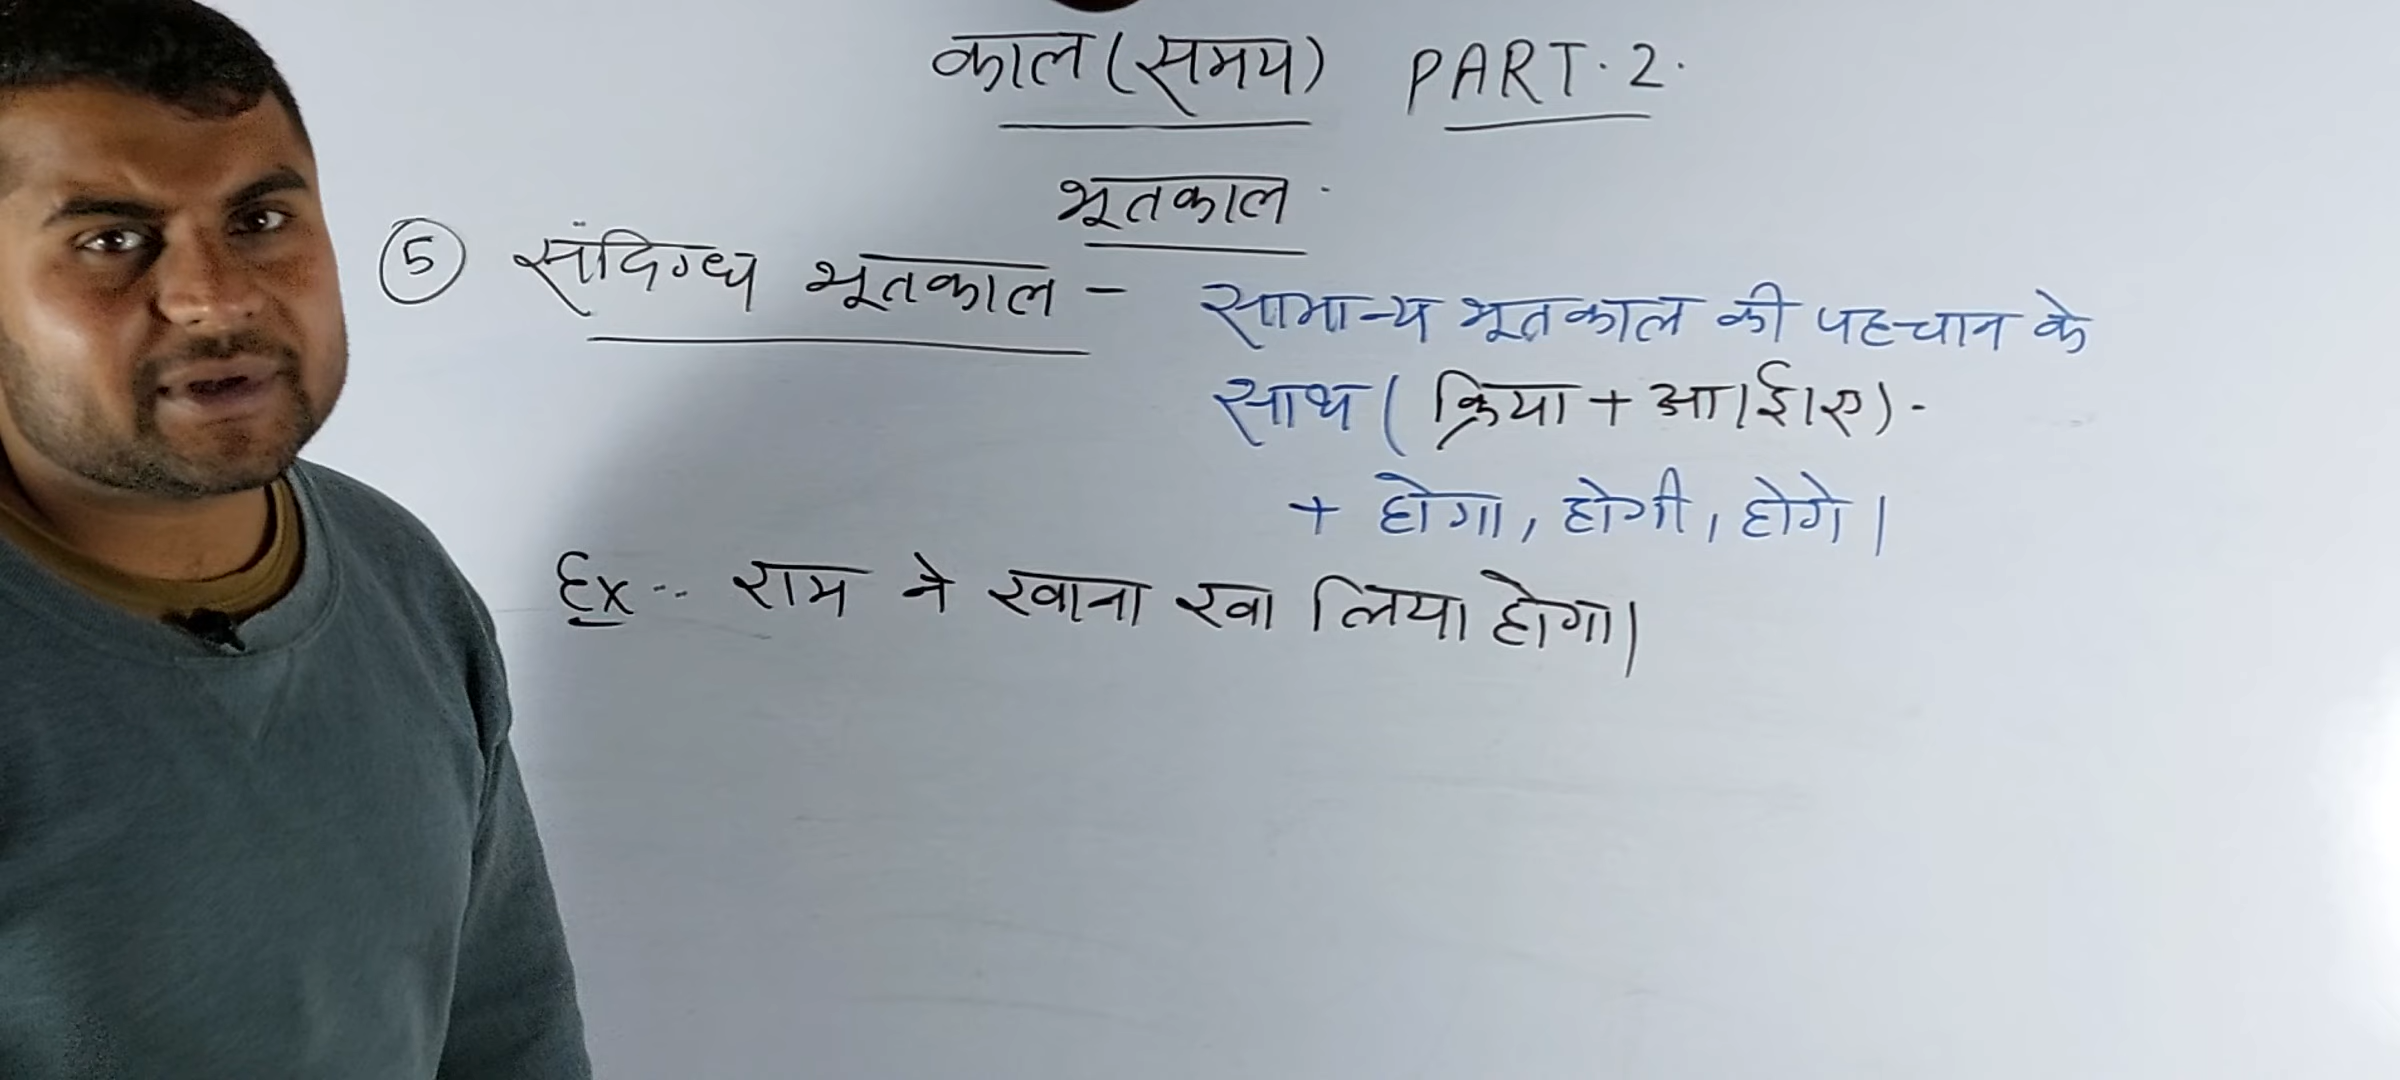 काल (समय) PART. 2.
भूतकाल.
5 संदिग्ध भूतकाल - सामान्य भूतकाल की पहचान के
साथ (क्रिया + आ/ई/ए).
+ होगा, होगी, होगे।
Ex.. राम ने खाना खा लिया होगा।